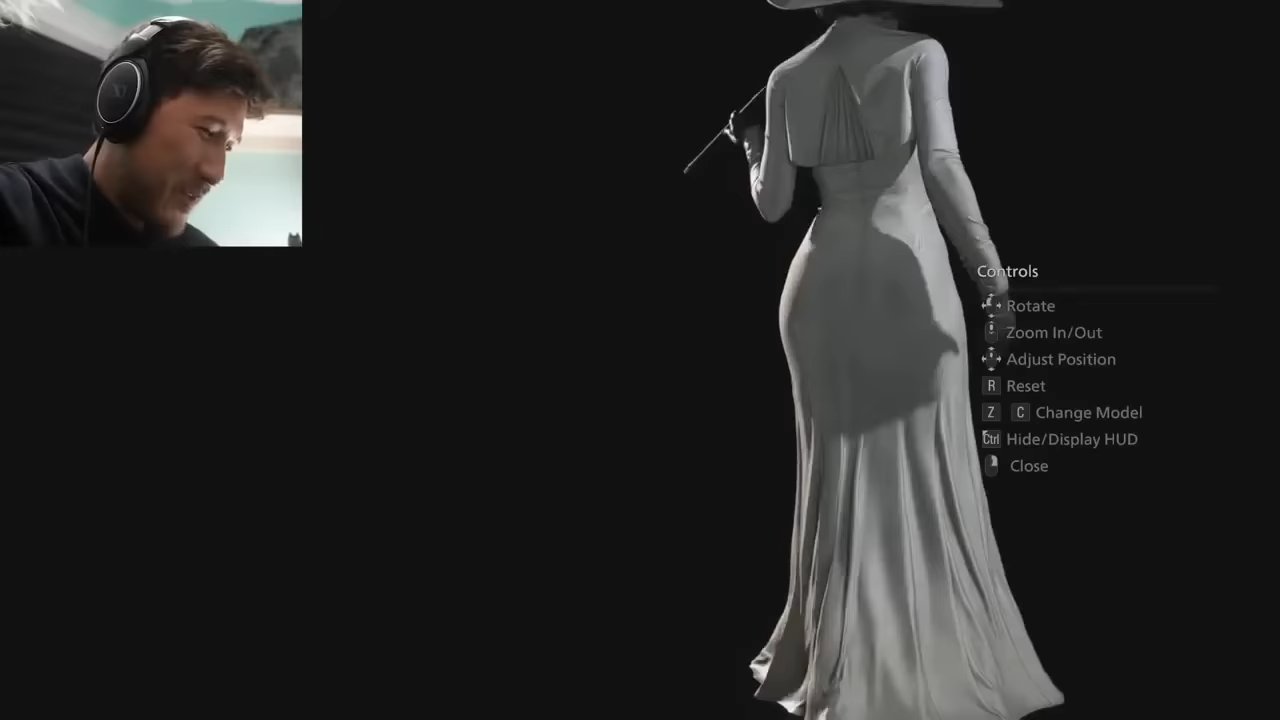 Controls
Rotate
Zoom In/Out
Adjust Position
R Reset
Z C Change Model
Ctrl Hide/Display HUD
Close